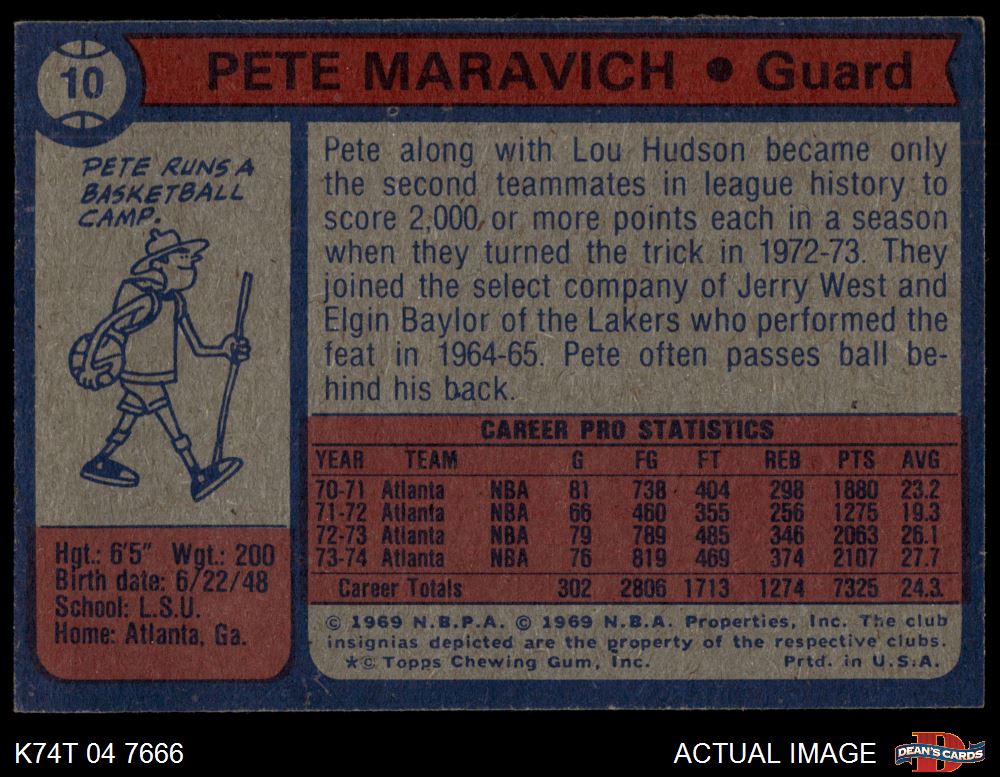 10
PETE MARAVICH ● Guard
PETE RUNS A
BASKETBALL
CAMP.
Pete along with Lou Hudson became only
the second teammates in league history to
score 2,000 or more points each in a season
when they turned the trick in 1972-73. They
joined the select company of Jerry West and
Elgin Baylor of the Lakers who performed the
feat in 1964-65. Pete often passes ball be-
hind his back.
CAREER PRO STATISTICS
YEAR TEAM G FG FT REB PTS AVG
70-71 Atlanta NBA 81 738 404 298 1880 23.2
71-72 Atlanta NBA 66 460 355 256 1275 19.3
72-73 Atlanta NBA 79 789 485 346 2063 26.1
73-74 Atlanta NBA 76 819 469 374 2107 27.7
Career Totals 302 2806 1713 1274 7325 24.3
Hgt.: 6'5" Wgt.: 200
Birth date: 6/22/48
School: L.S.U.
Home: Atlanta, Ga.
© 1969 N.B.P.A. © 1969 N.B.A. Properties, Inc. The club
insignias depicted are the property of the respective clubs.
★© Topps Chewing Gum, Inc. Prtd. in U.S.A.
K74T 04 7666
ACTUAL IMAGE
D
DEAN'S CARDS